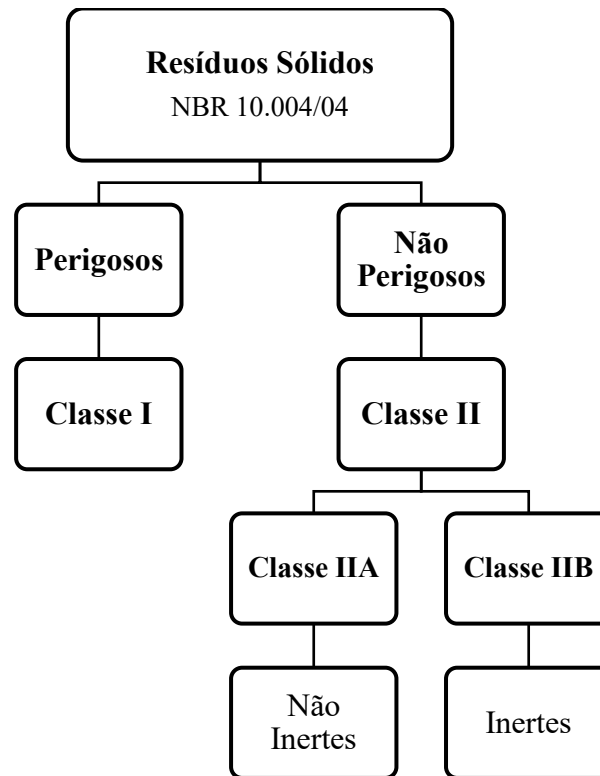 Resíduos Sólidos
NBR 10.004/04
Perigosos
Não
Perigosos
Classe I
Classe II
Classe IIA
Classe IIB
Não
Inertes
Inertes